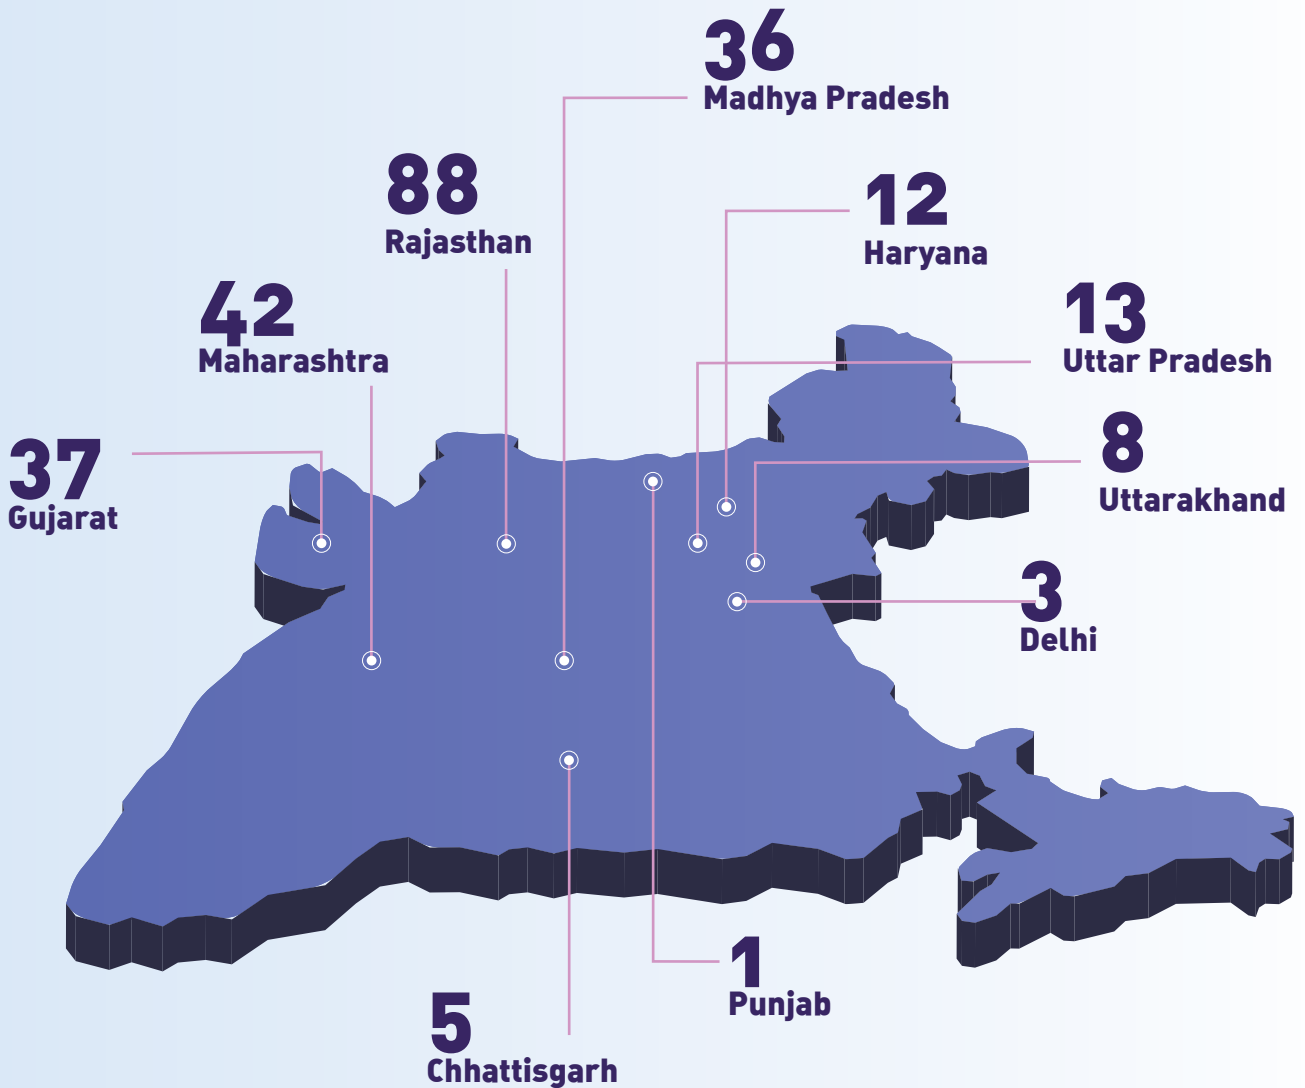 36
Madhya Pradesh
88
Rajasthan
12
Haryana
42
Maharashtra
13
Uttar Pradesh
37
Gujarat
8
Uttarakhand
3
Delhi
1
Punjab
5
Chhattisgarh